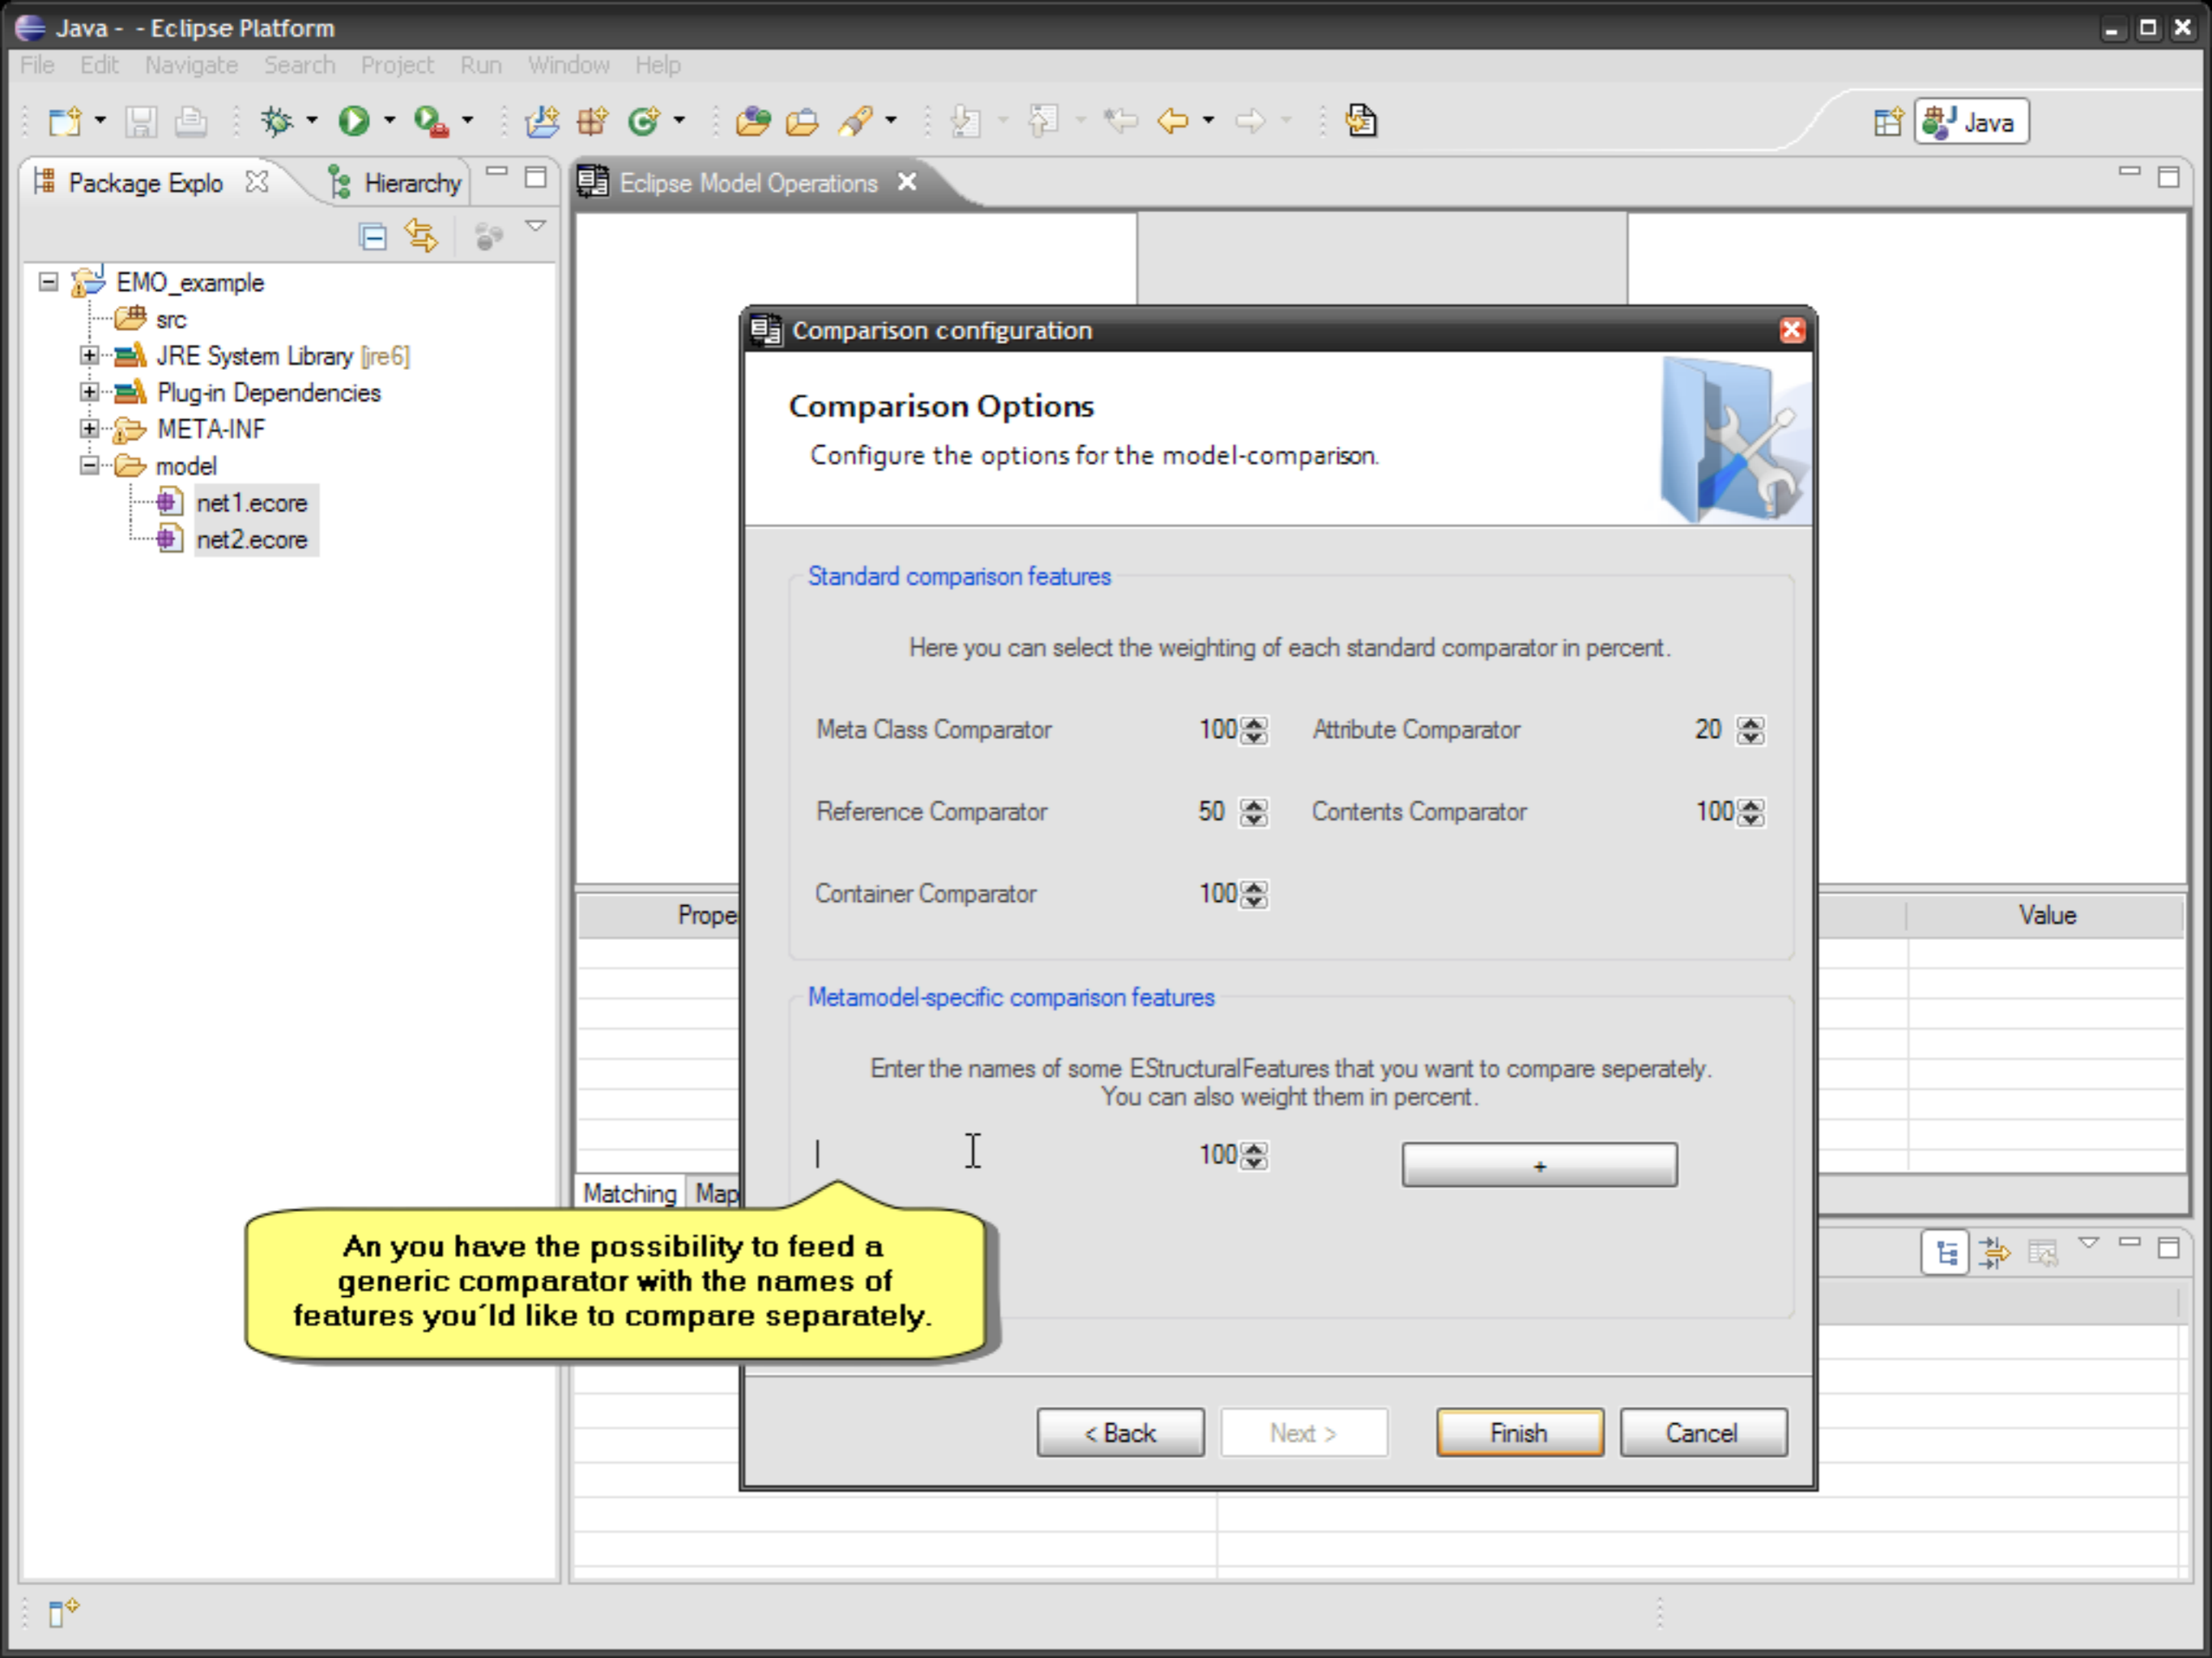 Java -  - Eclipse Platform
File Edit Navigate Search Project Run Window Help
Java
Package Explo
Hierarchy
Eclipse Model Operations
EMO_example
src
JRE System Library [jre6]
Plug-in Dependencies
META-INF
model
net1.ecore
net2.ecore
Comparison configuration
Comparison Options
Configure the options for the model-comparison.
Standard comparison features
Here you can select the weighting of each standard comparator in percent.
Meta Class Comparator 100 Attribute Comparator 20
Reference Comparator 50 Contents Comparator 100
Container Comparator 100
Prope
Value
Metamodel-specific comparison features
Enter the names of some EStructuralFeatures that you want to compare seperately.
You can also weight them in percent.
100 +
Matching Map
An you have the possibility to feed a
generic comparator with the names of
features you´ld like to compare separately.
< Back Next > Finish Cancel